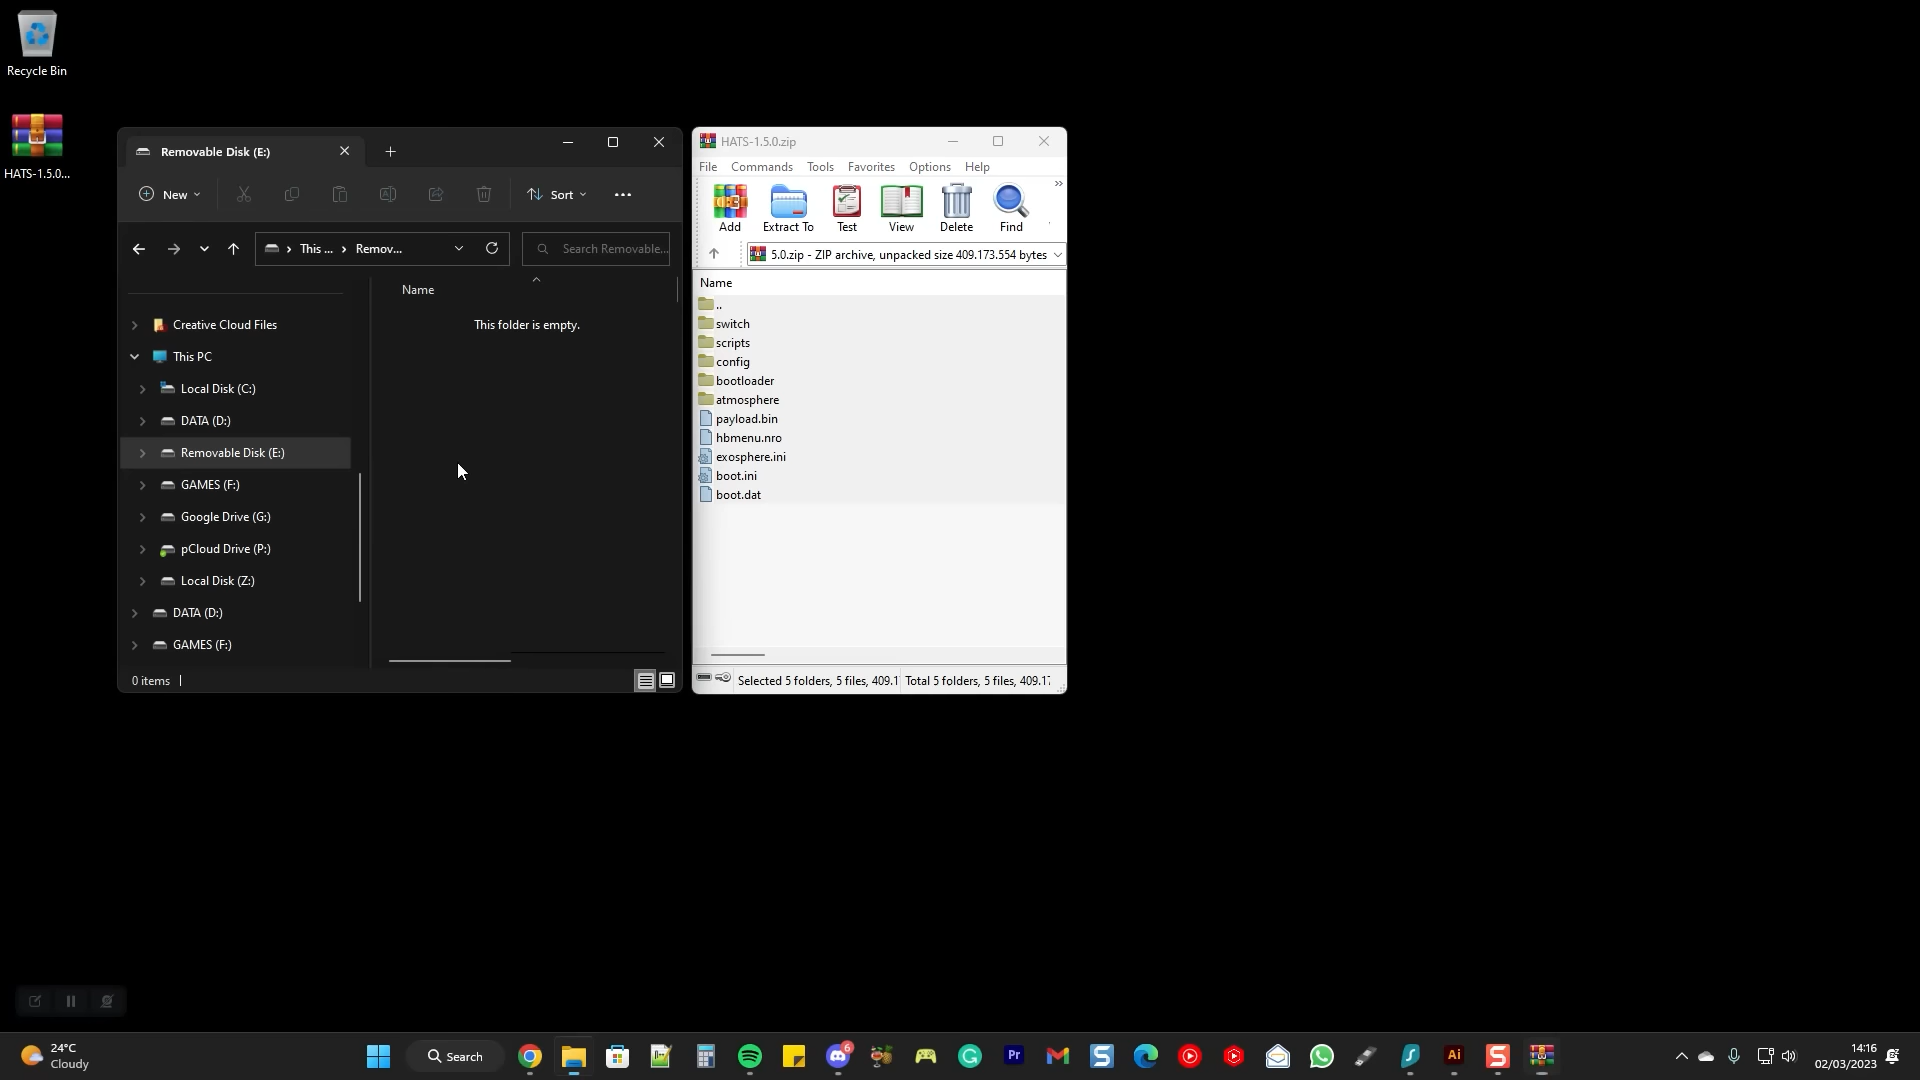 Recycle Bin
HATS-1.5.0...
Removable Disk (E:)
New
Sort
This ...
Remov...
Search Removable...
Creative Cloud Files
This PC
Local Disk (C:)
DATA (D:)
Removable Disk (E:)
GAMES (F:)
Google Drive (G:)
pCloud Drive (P:)
Local Disk (Z:)
DATA (D:)
GAMES (F:)
Name
This folder is empty.
0 items
HATS-1.5.0.zip
File Commands Tools Favorites Options Help
Add Extract To Test View Delete Find
5.0.zip - ZIP archive, unpacked size 409.173.554 bytes
Name
..
switch
scripts
config
bootloader
atmosphere
payload.bin
hbmenu.nro
exosphere.ini
boot.ini
boot.dat
Selected 5 folders, 5 files, 409.1
Total 5 folders, 5 files, 409.17
24°C
Cloudy
Search
6
Pr
Ai
14:16
02/03/2023